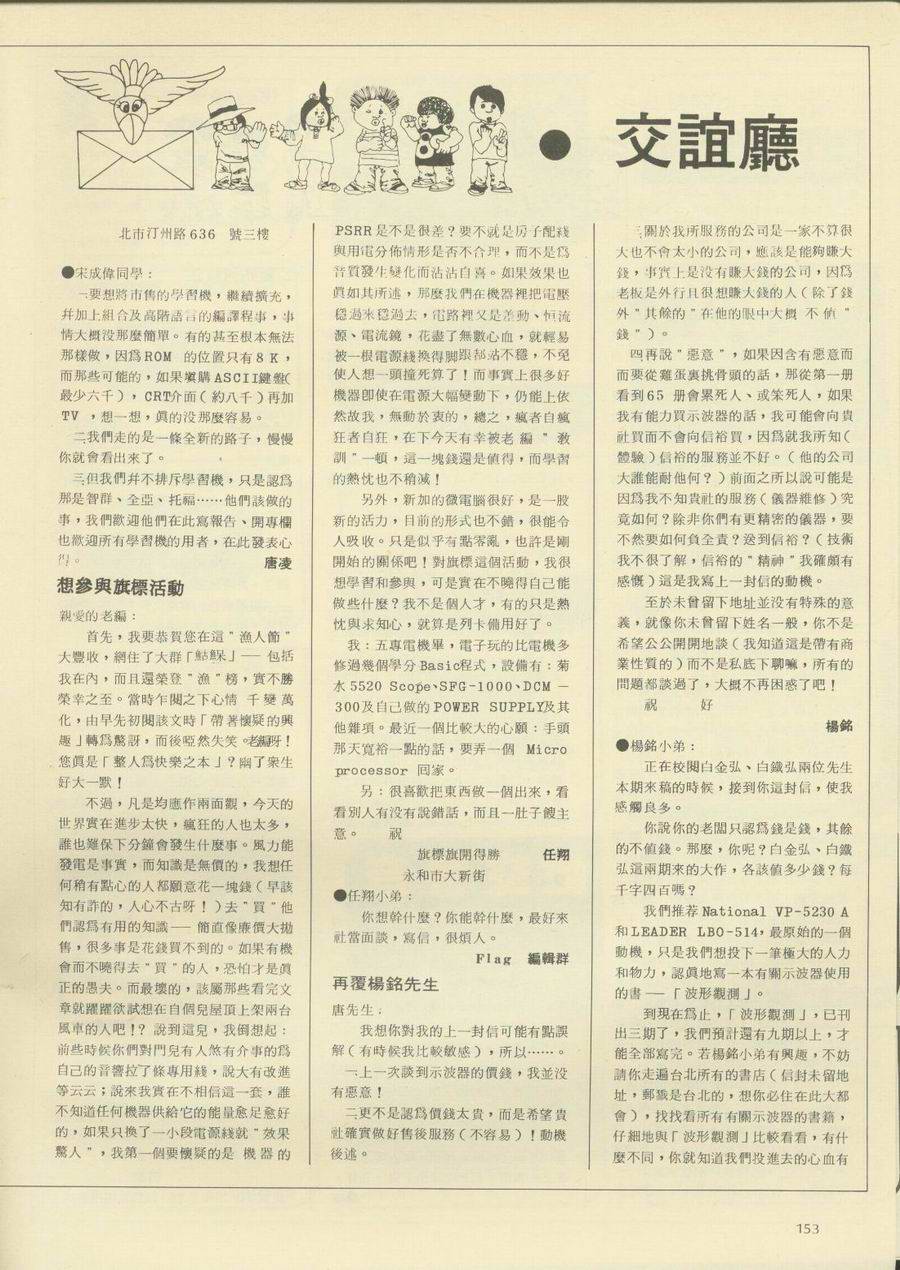 交誼廳
北市汀州路636 號三樓
●宋成偉同學：
一要想將市售的學習機，繼續擴充，
幷加上組合及高階語言的編譯程事，事
情大概没那麼簡單。有的甚至根本無法
那樣做，因爲ROM 的位置只有８Ｋ，
而那些可能的，如果塡購ASCII鍵盤(
最少六千)，CRT介面(約八千)再加
TV ，想一想，眞的没那麼容易。
二我們走的是一條全新的路子，慢慢
你就會看出來了。
三但我們幷不排斥學習機，只是認爲
那是智群、全亞、托福……他們該做的
事，我們歡迎他們在此寫報告、開專欄
也歡迎所有學習機的用者，在此發表心
得。 唐凌
想參與旗標活動
親愛的老編：
首先，我要恭賀您在這〞漁人節〞
大豐收，網住了大群「鮎鮘」── 包括
我在內，而且還榮登〞漁〞榜，實不勝
榮幸之至。當時乍閱之下心情 千變萬
化，由早先初閱該文時「帶著懷疑的興
趣」轉爲驚訝，而後啞然失笑。老編呀！
您眞是「整人爲快樂之本」？幽了衆生
好大一默！
不過，凡是均應作兩面觀，今天的
世界實在進步太快，瘋狂的人也太多，
誰也難保下分鐘會發生什麼事。風力能
發電是事實，而知識是無價的，我想任
何稍有點心的人都願意花一塊錢(早該
知有詐的，人心不古呀！)去〞買〞他
們認爲有用的知識── 簡直像廉價大拋
售，很多事是花錢買不到的。如果有機
會而不曉得去〞買〞的人，恐怕才是眞
正的愚夫。而最壞的，該屬那些看完文
章就躍躍欲試想在自個兒屋頂上架兩台
風車的人吧！？說到這兒，我倒想起：
前些時候你們對門兒有人煞有介事的爲
自己的音響拉了條專用綫，說大有改進
等云云；說來我實在不相信這一套，誰
不知道任何機器供給它的能量愈足愈好
的，如果只換了一小段電源綫就〞效果
驚人〞，我第一個要懷疑的是 機器的
PSRR是不是很差？要不就是房子配綫
與用電分佈情形是否不合理，而不是爲
音質發生變化而沾沾自喜。如果效果也
眞如其所述，那麼我們在機器裡把電壓
穩過來穩過去，電路裡又是差動、恒流
源、電流鏡，花盡了無數心血，就輕易
被一根電源綫換得脚跟都站不穩，不免
使人想一頭撞死算了！而事實上很多好
機器卽使在電源大幅變動下，仍能上依
然故我，無動於衷的，總之，瘋者自瘋
狂者自狂，在下今天有幸被老編〞教
訓〞一頓，這一塊錢還是値得，而學習
的熱忱也不稍減！
另外，新加的微電腦很好，是一股
新的活力，目前的形式也不錯，很能令
人吸收。只是似乎有點零亂，也許是剛
開始的關係吧！對旗標這個活動，我很
想學習和參與，可是實在不曉得自己能
做些什麼？我不是個人才，有的只是熱
忱與求知心，就算是列卡備用好了。
我：五專電機畢，電子玩的比電機多
修過幾個學分Basic程式，設備有：菊
水5520 Scope、SFG-1000、DCM －
300及自己做的POWER SUPPLY及其
他雜項。最近一個比較大的心願：手頭
那天寬裕一點的話，要弄一個 Micro
processor 回家。
另：很喜歡把東西做一個出來，看
看別人有没有說錯話，而且一肚子餿主
意。 祝
旗標旗開得勝 任翔
永和市大新街
●任翔小弟：
你想幹什麼？你能幹什麼，最好來
社當面談，寫信，很煩人。
Flag 編輯群
再覆楊銘先生
唐先生：
我想你對我的上一封信可能有點誤
解(有時候我比較敏感)，所以……。
一上一次談到示波器的價錢，我並没
有惡意！
二更不是認爲價錢太貴，而是希望貴
社確實做好售後服務(不容易)！動機
後述。
三關於我所服務的公司是一家不算很
大也不會太小的公司，應該是能夠賺大
錢，事實上是没有賺大錢的公司，因爲
老板是外行且很想賺大錢的人(除了錢
外〞其餘的〞在他的眼中大概 不値〞
錢〞)。
四再說〞惡意〞，如果因含有惡意而
而要從雞蛋裏挑骨頭的話，那從第一册
看到65 册會累死人、或笨死人，如果
我有能力買示波器的話，我可能會向貴
社買而不會向信裕買，因爲就我所知(
體驗)信裕的服務並不好。(他的公司
大誰能耐他何？)前面之所以說可能是
因爲我不知貴社的服務(儀器維修)究
竟如何？除非你們有更精密的儀器，要
不然要如何負全責？送到信裕？(技術
我不很了解，信裕的〞精神〞我確頗有
感慨)這是我寫上一封信的動機。
至於未曾留下地址並没有特殊的意
義，就像你未曾留下姓名一般，你不是
希望公公開開地談(我知道這是帶有商
業性質的)而不是私底下聊嘛，所有的
問題都談過了，大概不再困惑了吧！
祝 好
楊銘
●楊銘小弟：
正在校閱白金弘、白鐵弘兩位先生
本期來稿的時候，接到你這封信，使我
感觸良多。
你說你的老闆只認爲錢是錢，其餘
的不值錢。那麼，你呢？白金弘、白鐵
弘這兩期來的大作，各該値多少錢？每
千字四百嗎？
我們推荐National VP-5230 A
和LEADER LBO-514，最原始的一個
動機，只是我們想投下一筆極大的人力
和物力，認眞地寫一本有關示波器使用
的書──「波形觀測」。
到現在爲止，「波形觀測」，已刊
出三期了，我們預計還有九期以上，才
能全部寫完。若楊銘小弟有興趣，不妨
請你走遍台北所有的書店(信封未留地
址，郵戳是台北的，想你必住在此大都
會)，找找看所有有關示波器的書籍，
仔細地與「波形觀測」比較看看，有什
麼不同，你就知道我們投進去的心血有
153